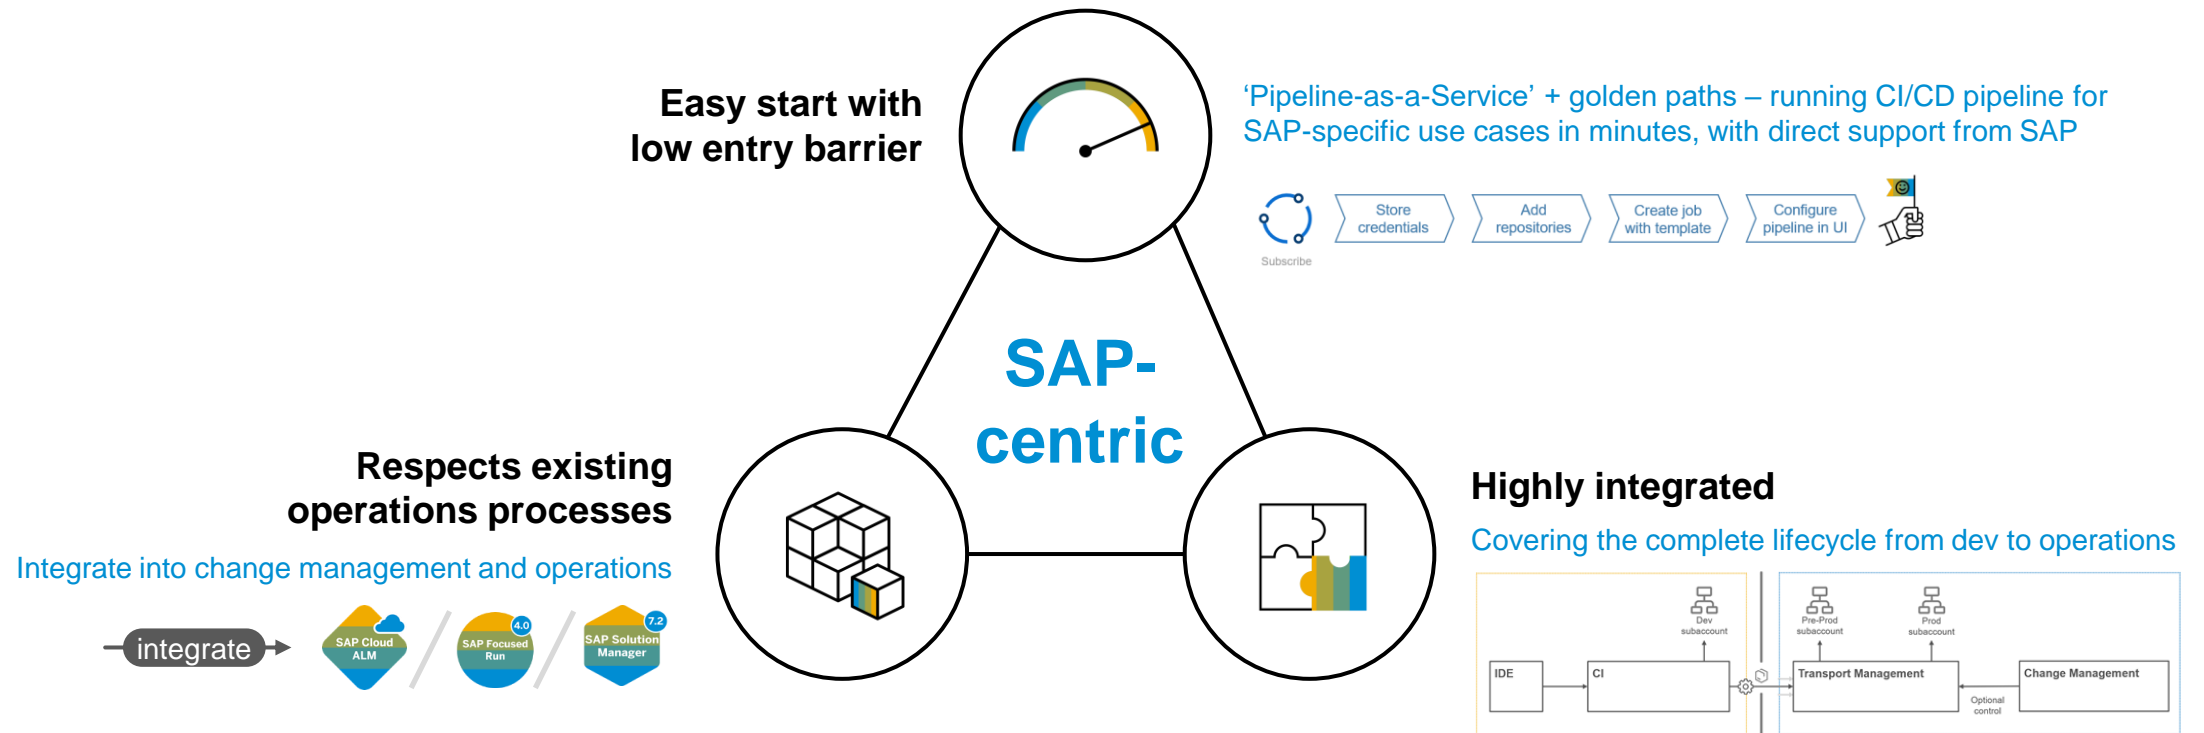 Easy start with
low entry barrier
‘Pipeline-as-a-Service’ + golden paths – running CI/CD pipeline for
SAP-specific use cases in minutes, with direct support from SAP
Subscribe
Store
credentials
Add
repositories
Create job
with template
Configure
pipeline in UI
SAP-
centric
Respects existing
operations processes
Integrate into change management and operations
integrate
SAP Cloud
ALM
4.0
SAP Focused
Run
7.2
SAP Solution
Manager
Highly integrated
Covering the complete lifecycle from dev to operations
Dev
subaccount
Pre-Prod
subaccount
Prod
subaccount
IDE
CI
Transport Management
Change Management
Optional
control